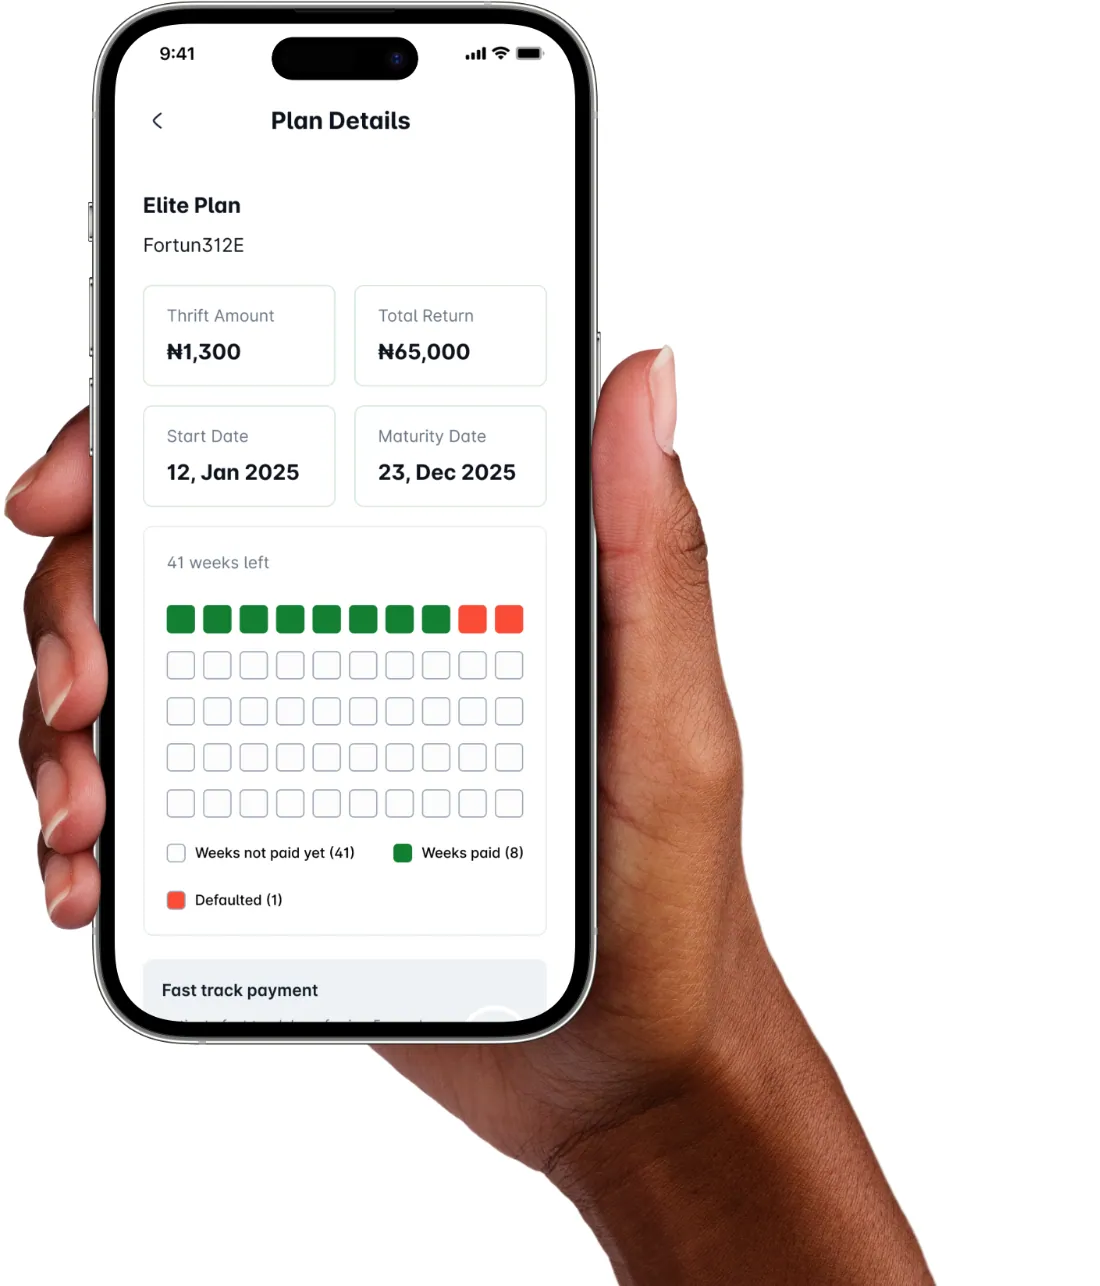 9:41
Plan Details
Elite Plan
Fortun312E
Thrift Amount
Total Return
₦1,300
₦65,000
Start Date
Maturity Date
12, Jan 2025
23, Dec 2025
41 weeks left
Weeks not paid yet (41)
Weeks paid (8)
Defaulted (1)
Fast track payment